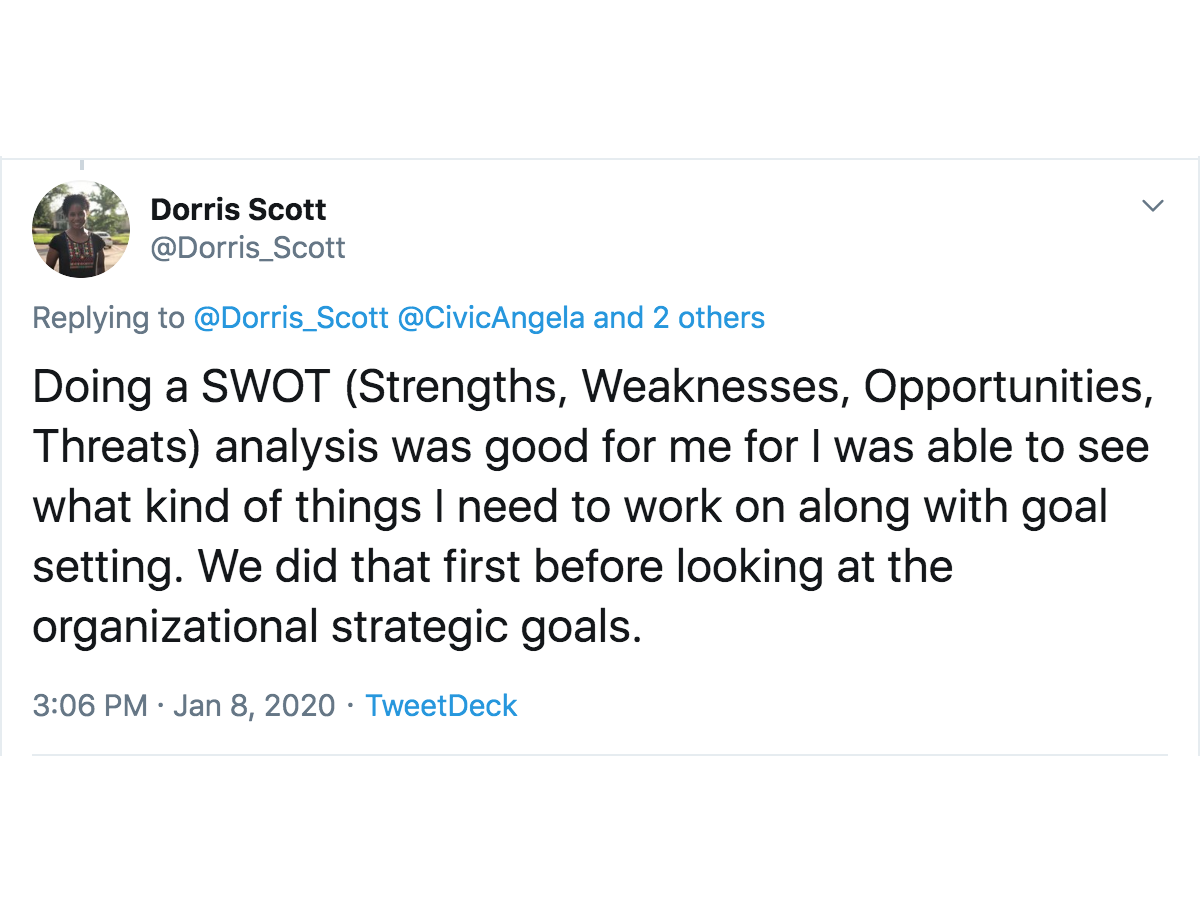 Dorris Scott
@Dorris_Scott
Replying to @Dorris_Scott @CivicAngela and 2 others
Doing a SWOT (Strengths, Weaknesses, Opportunities,
Threats) analysis was good for me for I was able to see
what kind of things I need to work on along with goal
setting. We did that first before looking at the
organizational strategic goals.
3:06 PM · Jan 8, 2020 · TweetDeck